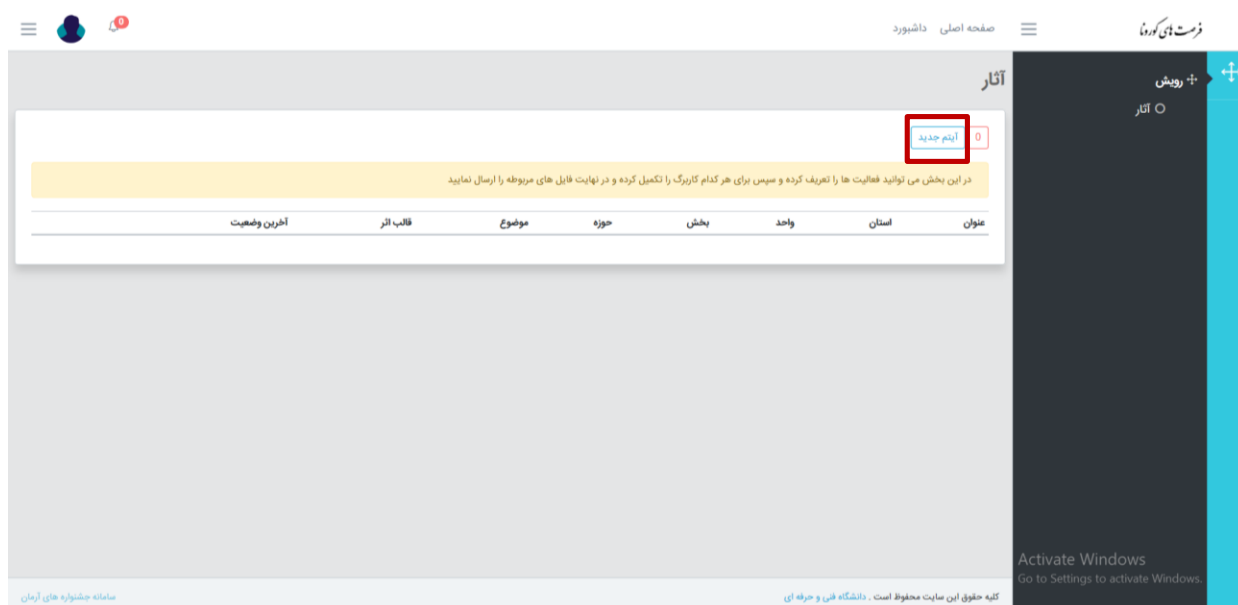 فرصت های کورونا
صفحه اصلی داشبورد
0
رویش
آثار
آثار
0 آیتم جدید
در این بخش می توانید فعالیت ها را تعریف کرده و سپس برای هر کدام کاربرگ را تکمیل کرده و در نهایت فایل های مربوطه را ارسال نمایید
عنوان استان واحد بخش حوزه موضوع قالب اثر آخرین وضعیت
Activate Windows
Go to Settings to activate Windows.
کلیه حقوق این سایت محفوظ است . دانشگاه فنی و حرفه ای
سامانه جشنواره های آرمان